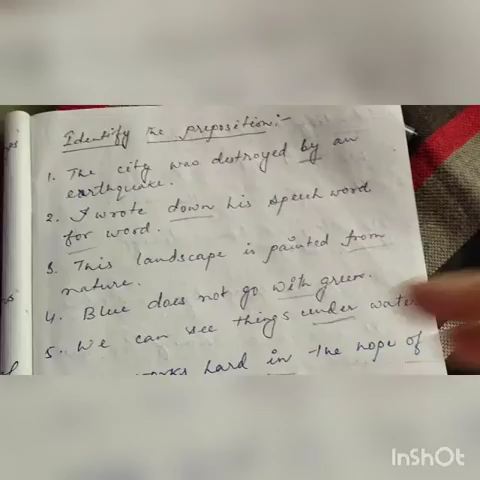 Identify the preposition:-
1. The city was destroyed by an
earthquake.
2. I wrote down his speech word
for word.
3. This landscape is painted from
nature.
4. Blue does not go with green.
5. We can see things under water
hard in the hope of
InShOt